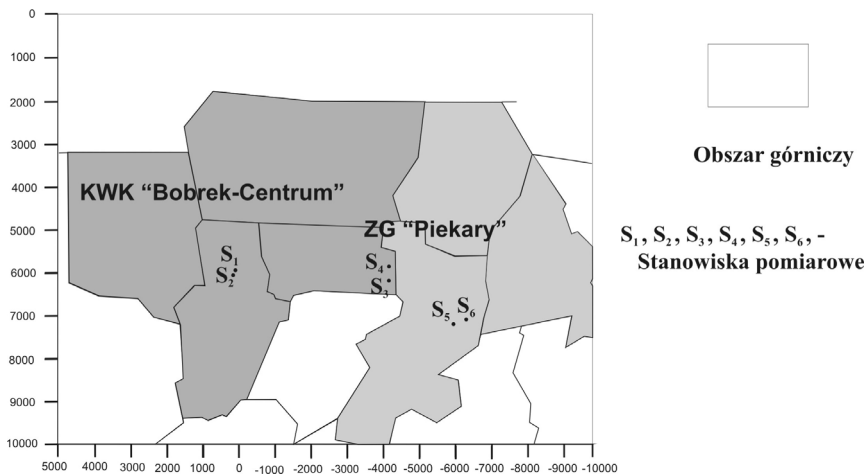 0
1000
2000
3000
4000
5000
6000
7000
8000
9000
10000
KWK “Bobrek-Centrum”
ZG “Piekary”
S₁
S₂
S₄
S₃
S₅ S₆
5000 4000 3000 2000 1000 0 -1000 -2000 -3000 -4000 -5000 -6000 -7000 -8000 -9000 -10000
Obszar górniczy
S₁, S₂, S₃, S₄, S₅, S₆, -
Stanowiska pomiarowe